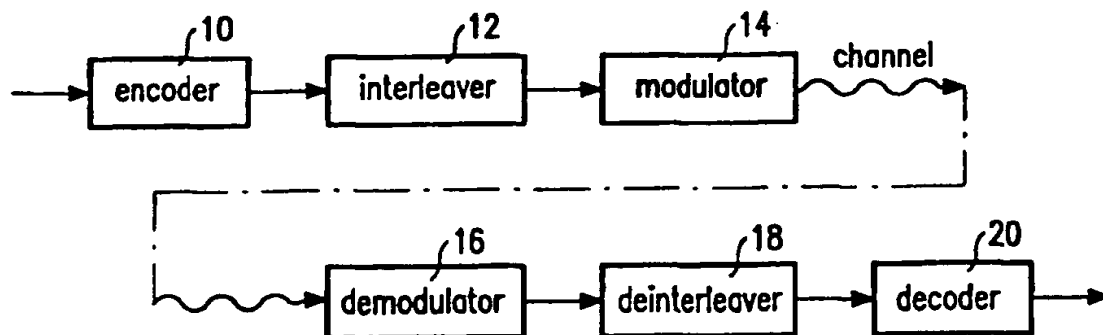 10 12 14 channel
encoder interleaver modulator
16 18 20
demodulator deinterleaver decoder